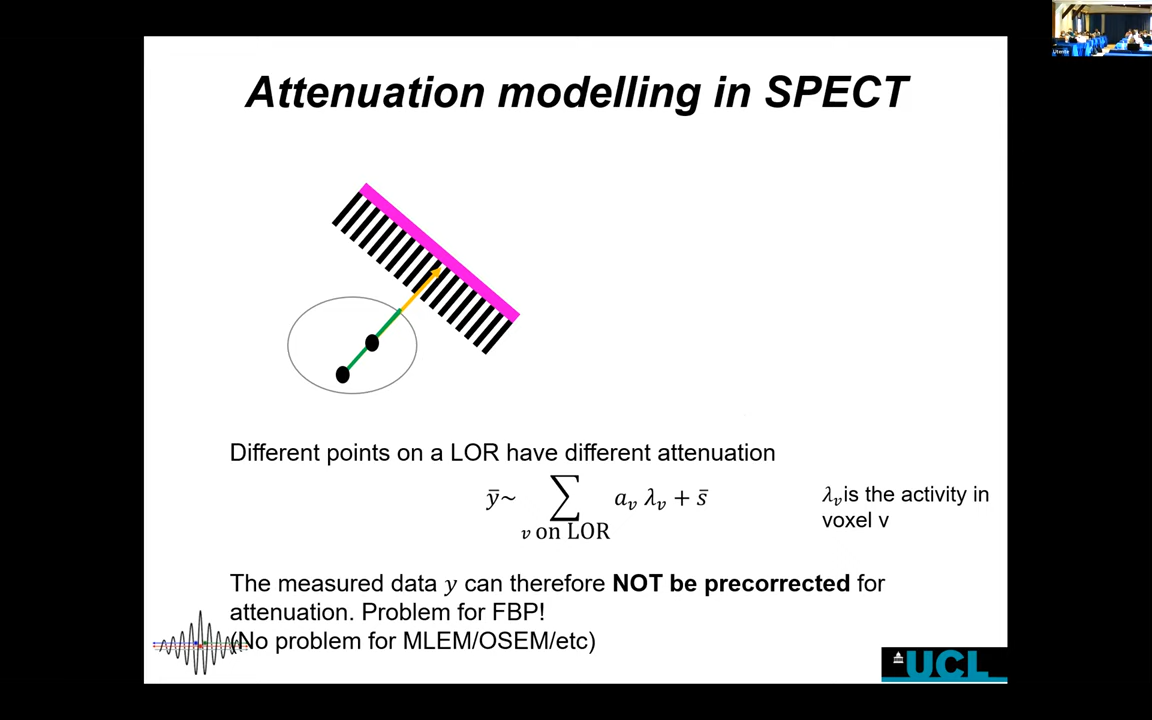 Attenuation modelling in SPECT
Different points on a LOR have different attenuation
ȳ~ ∑ a_v λ_v + s̄
v on LOR
λ_v is the activity in
voxel v
The measured data y can therefore NOT be precorrected for
attenuation. Problem for FBP!
(No problem for MLEM/OSEM/etc)
UCL